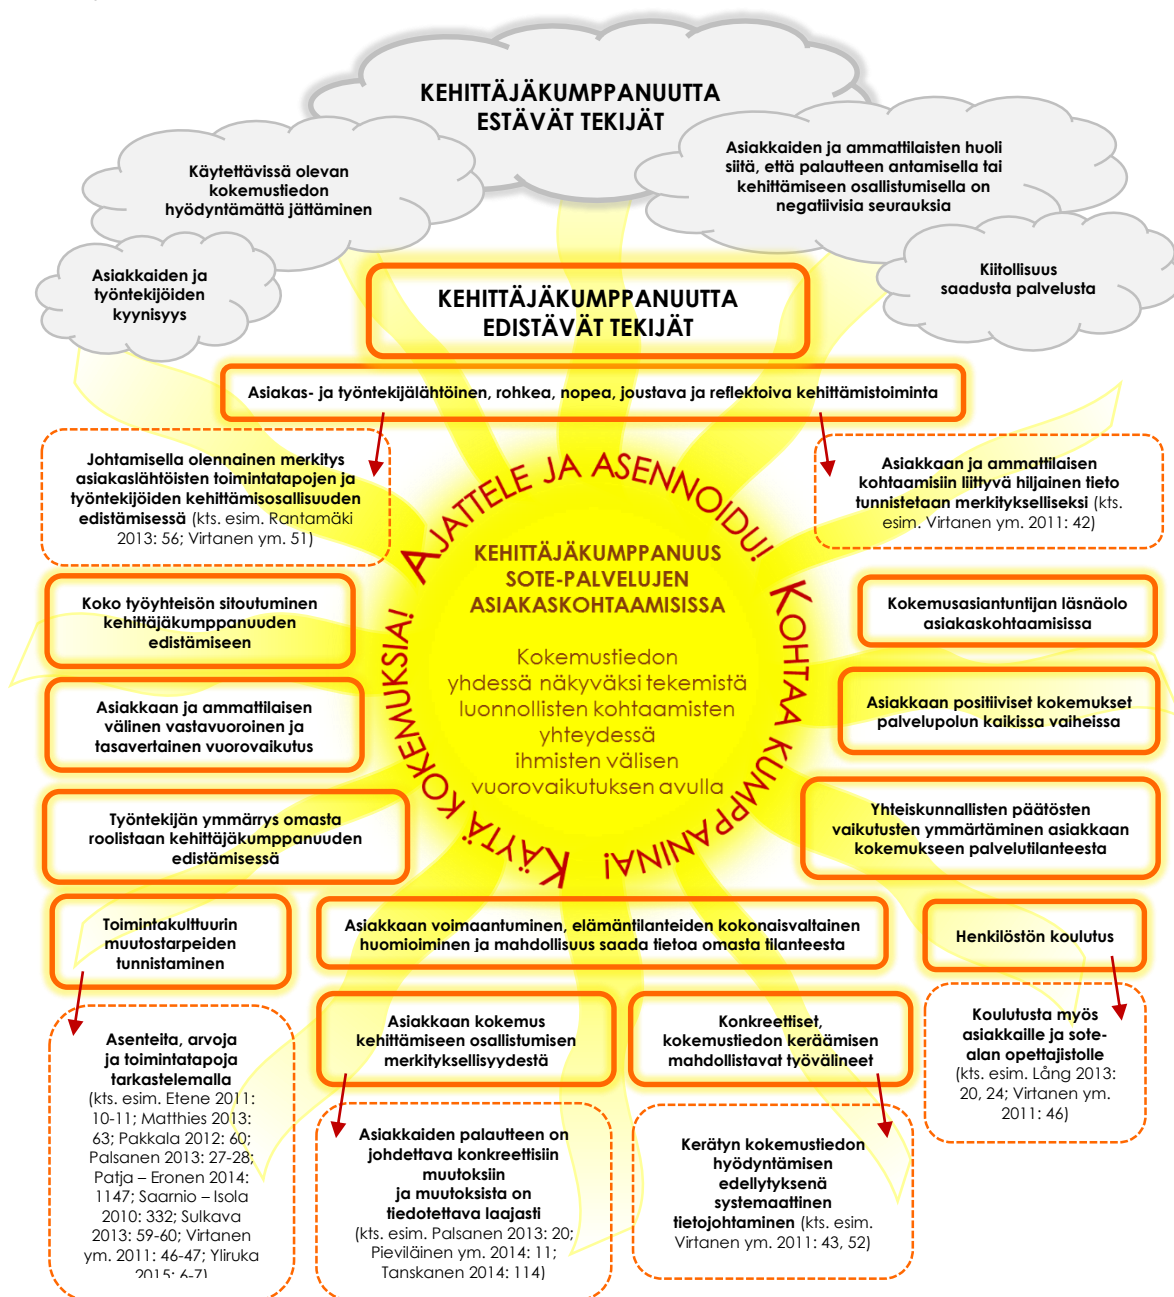 KEHITTÄJÄKUMPPANUUTTA
ESTÄVÄT TEKIJÄT
Käytettävissä olevan
kokemustiedon
hyödyntämättä jättäminen
Asiakkaiden ja ammattilaisten huoli
siitä, että palautteen antamisella tai
kehittämiseen osallistumisella on
negatiivisia seurauksia
Asiakkaiden ja
työntekijöiden
kyynisyys
Kiitollisuus
saadusta palvelusta
KEHITTÄJÄKUMPPANUUTTA
EDISTÄVÄT TEKIJÄT
Asiakas- ja työntekijälähtöinen, rohkea, nopea, joustava ja reflektoiva kehittämistoiminta
Johtamisella olennainen merkitys
asiakaslähtöisten toimintatapojen ja
työntekijöiden kehittämisosallisuuden
edistämisessä (kts. esim. Rantamäki
2013: 56; Virtanen ym. 51)
Asiakkaan ja ammattilaisen
kohtaamisiin liittyvä hiljainen tieto
tunnistetaan merkitykselliseksi (kts.
esim. Virtanen ym. 2011: 42)
AJATTELE JA ASENNOIDU!
KOHTAA KUMPPANINA!
KÄYTÄ KOKEMUKSIA!
KEHITTÄJÄKUMPPANUUS
SOTE-PALVELUJEN
ASIAKASKOHTAAMISISSA
Kokemustiedon
yhdessä näkyväksi tekemistä
luonnollisten kohtaamisten
yhteydessä
ihmisten välisen
vuorovaikutuksen avulla
Koko työyhteisön sitoutuminen
kehittäjäkumppanuuden
edistämiseen
Kokemusasiantuntijan läsnäolo
asiakaskohtaamisissa
Asiakkaan ja ammattilaisen
välinen vastavuoroinen ja
tasavertainen vuorovaikutus
Asiakkaan positiiviset kokemukset
palvelupolun kaikissa vaiheissa
Työntekijän ymmärrys omasta
roolistaan kehittäjäkumppanuuden
edistämisessä
Yhteiskunnallisten päätösten
vaikutusten ymmärtäminen asiakkaan
kokemukseen palvelutilanteesta
Toimintakulttuurin
muutostarpeiden
tunnistaminen
Asiakkaan voimaantuminen, elämäntilanteiden kokonaisvaltainen
huomioiminen ja mahdollisuus saada tietoa omasta tilanteesta
Henkilöstön koulutus
Asenteita, arvoja
ja toimintatapoja
tarkastelemalla
(kts. esim. Etene 2011:
10-11; Matthies 2013:
63; Pakkala 2012: 60;
Palsanen 2013: 27-28;
Patja – Eronen 2014:
1147; Saarnio – Isola
2010: 332; Sulkava
2013: 59-60; Virtanen
ym. 2011: 46-47; Yliruka
2015: 6-7)
Asiakkaan kokemus
kehittämiseen osallistumisen
merkityksellisyydestä
Konkreettiset,
kokemustiedon keräämisen
mahdollistavat työvälineet
Koulutusta myös
asiakkaille ja sote-
alan opettajistolle
(kts. esim. Lång 2013:
20, 24; Virtanen ym.
2011: 46)
Asiakkaiden palautteen on
johdettava konkreettisiin
muutoksiin
ja muutoksista on
tiedotettava laajasti
(kts. esim. Palsanen 2013: 20;
Pieviläinen ym. 2014: 11;
Tanskanen 2014: 114)
Kerätyn kokemustiedon
hyödyntämisen
edellytyksenä
systemaattinen
tietojohtaminen (kts. esim.
Virtanen ym. 2011: 43, 52)